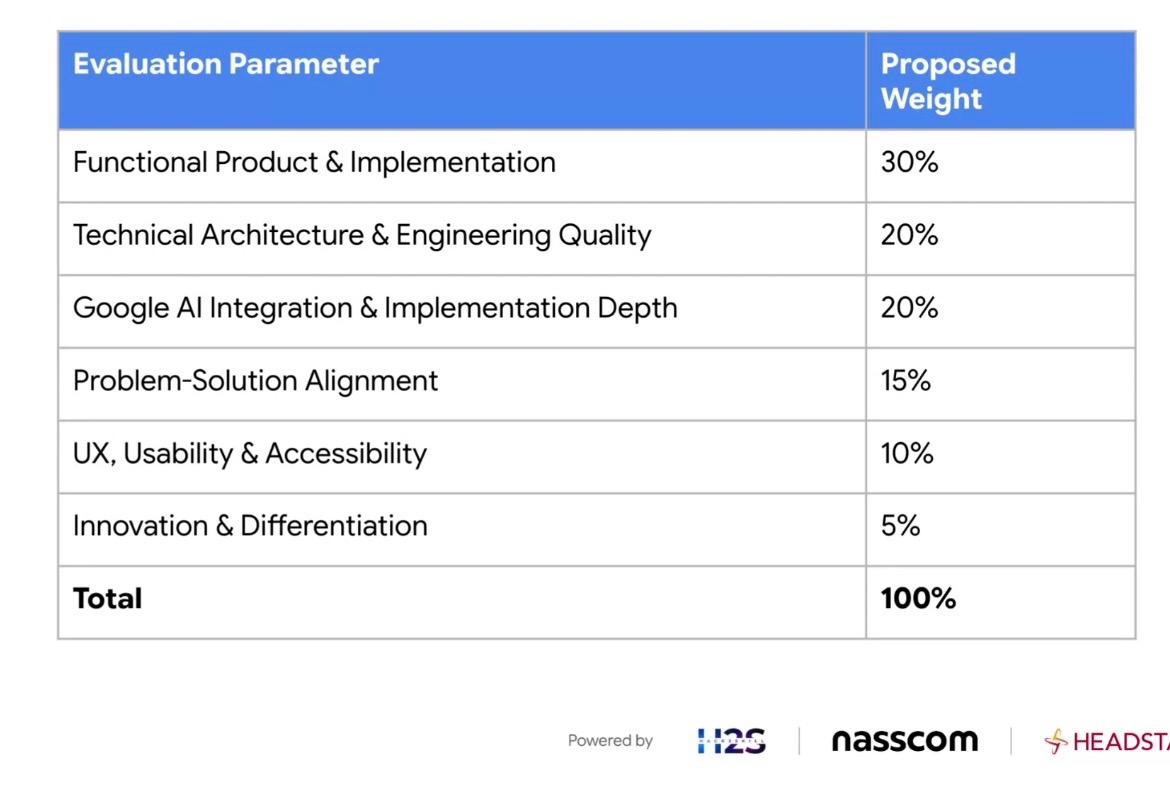 Evaluation Parameter
Proposed
Weight
Functional Product & Implementation
30%
Technical Architecture & Engineering Quality
20%
Google AI Integration & Implementation Depth
20%
Problem-Solution Alignment
15%
UX, Usability & Accessibility
10%
Innovation & Differentiation
5%
Total
100%
Powered by
H2S
nasscom
HEADSTA